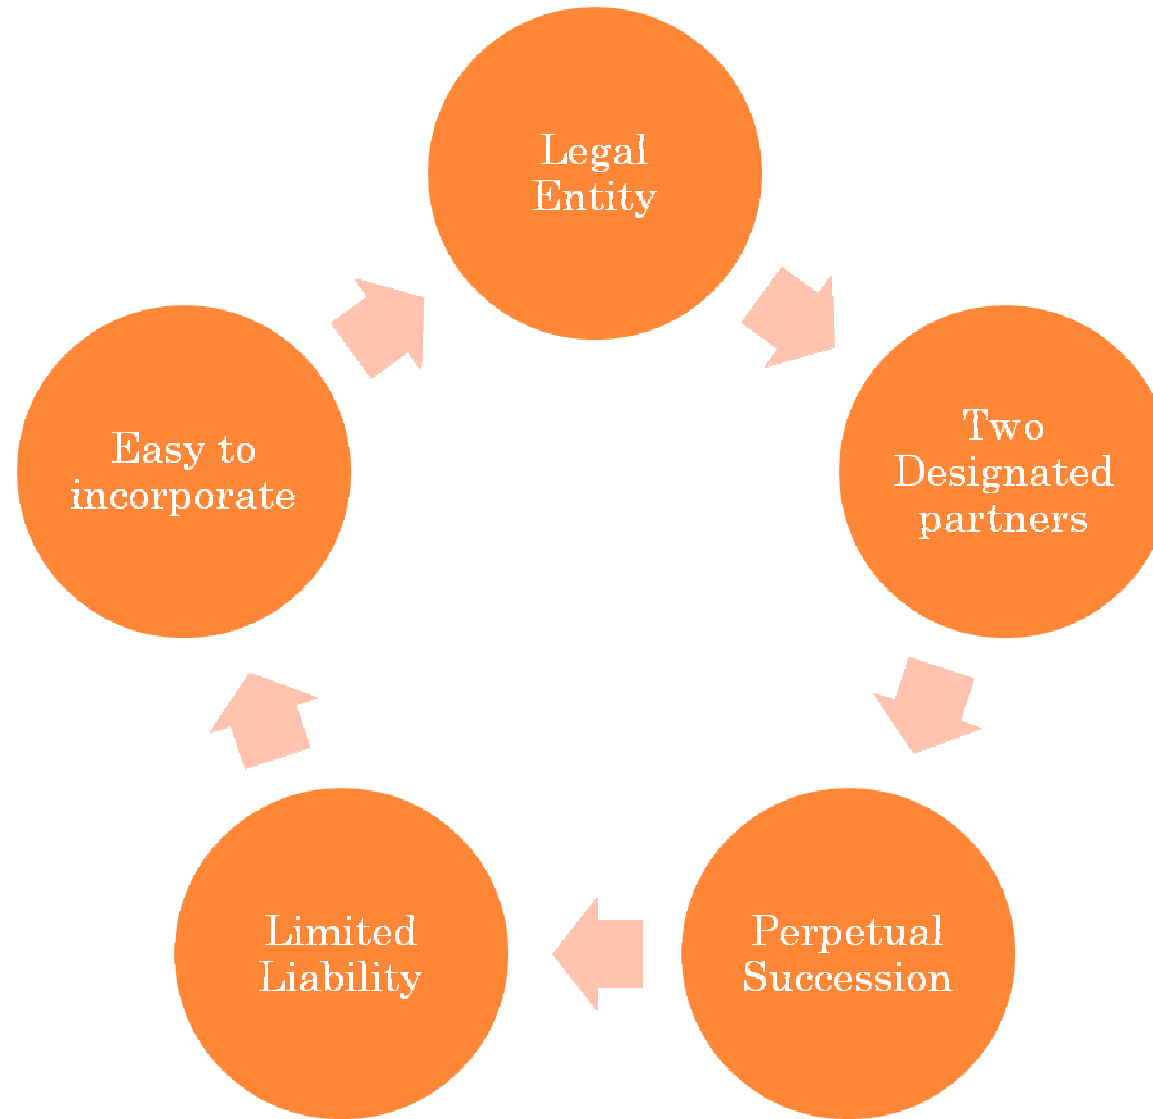 Legal
Entity
Two
Designated
partners
Perpetual
Succession
Limited
Liability
Easy to
incorporate